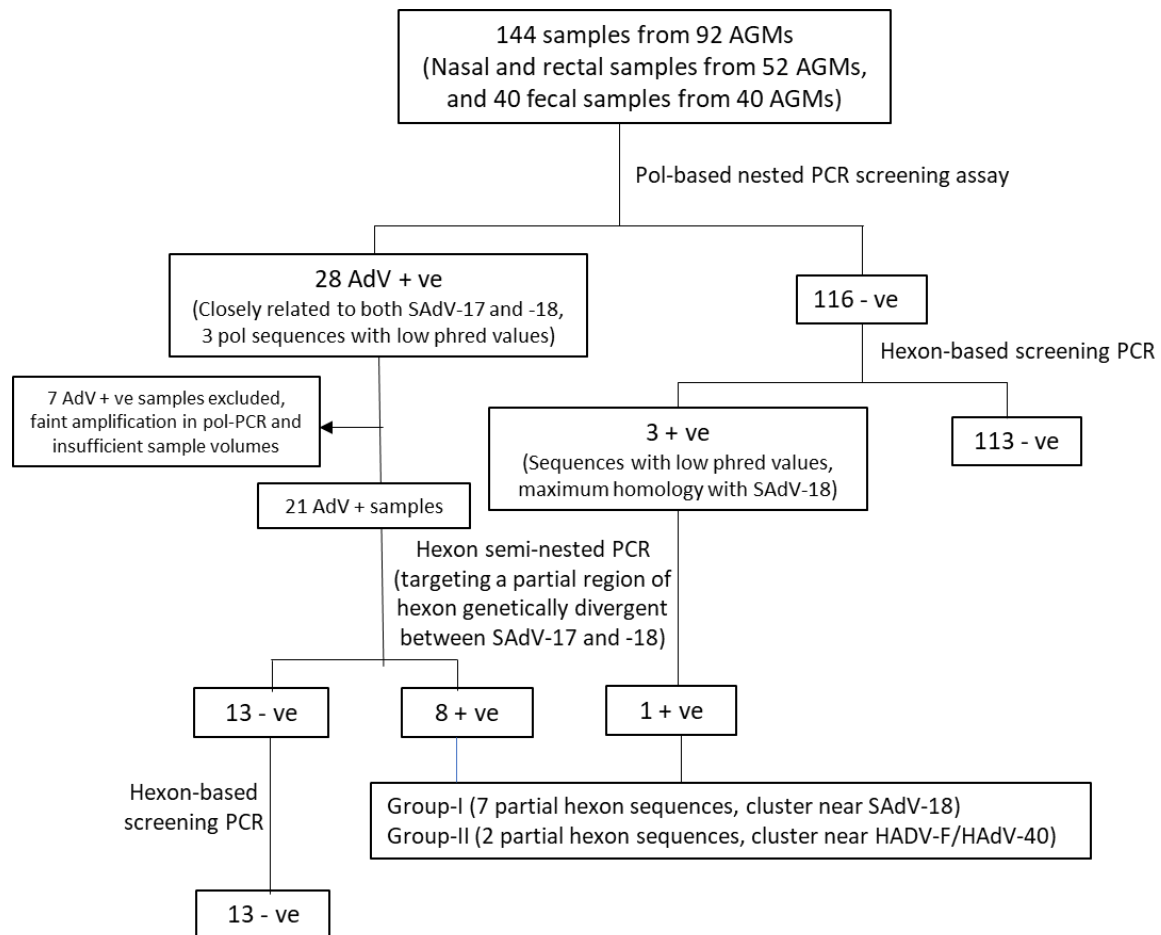 144 samples from 92 AGMs
(Nasal and rectal samples from 52 AGMs,
and 40 fecal samples from 40 AGMs)
Pol-based nested PCR screening assay
28 AdV + ve
(Closely related to both SAdV-17 and -18,
3 pol sequences with low phred values)
116 - ve
Hexon-based screening PCR
7 AdV + ve samples excluded,
faint amplification in pol-PCR and
insufficient sample volumes
3 + ve
(Sequences with low phred values,
maximum homology with SAdV-18)
113 - ve
21 AdV + samples
Hexon semi-nested PCR
(targeting a partial region of
hexon genetically divergent
between SAdV-17 and -18)
13 - ve
8 + ve
1 + ve
Hexon-based
screening PCR
Group-I (7 partial hexon sequences, cluster near SAdV-18)
Group-II (2 partial hexon sequences, cluster near HADV-F/HAdV-40)
13 - ve